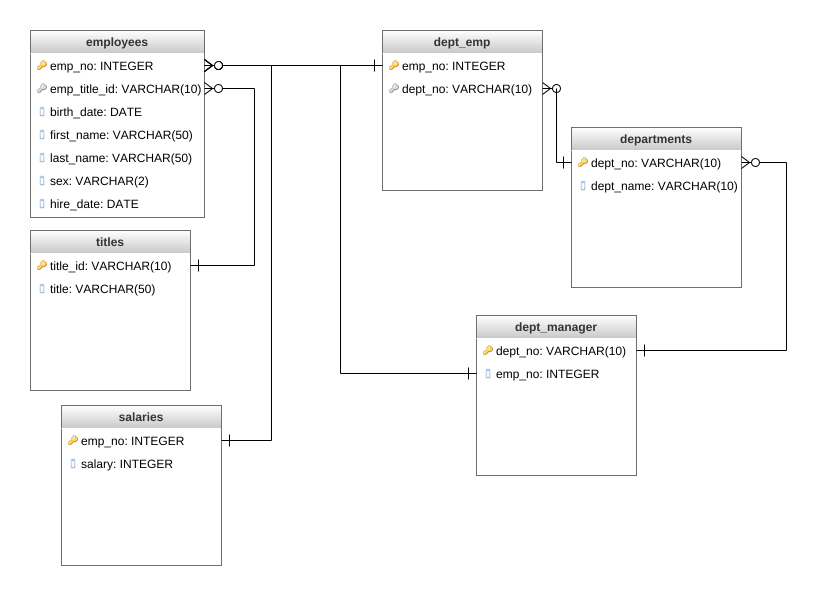 employees
emp_no: INTEGER
emp_title_id: VARCHAR(10)
birth_date: DATE
first_name: VARCHAR(50)
last_name: VARCHAR(50)
sex: VARCHAR(2)
hire_date: DATE
dept_emp
emp_no: INTEGER
dept_no: VARCHAR(10)
departments
dept_no: VARCHAR(10)
dept_name: VARCHAR(10)
titles
title_id: VARCHAR(10)
title: VARCHAR(50)
dept_manager
dept_no: VARCHAR(10)
emp_no: INTEGER
salaries
emp_no: INTEGER
salary: INTEGER